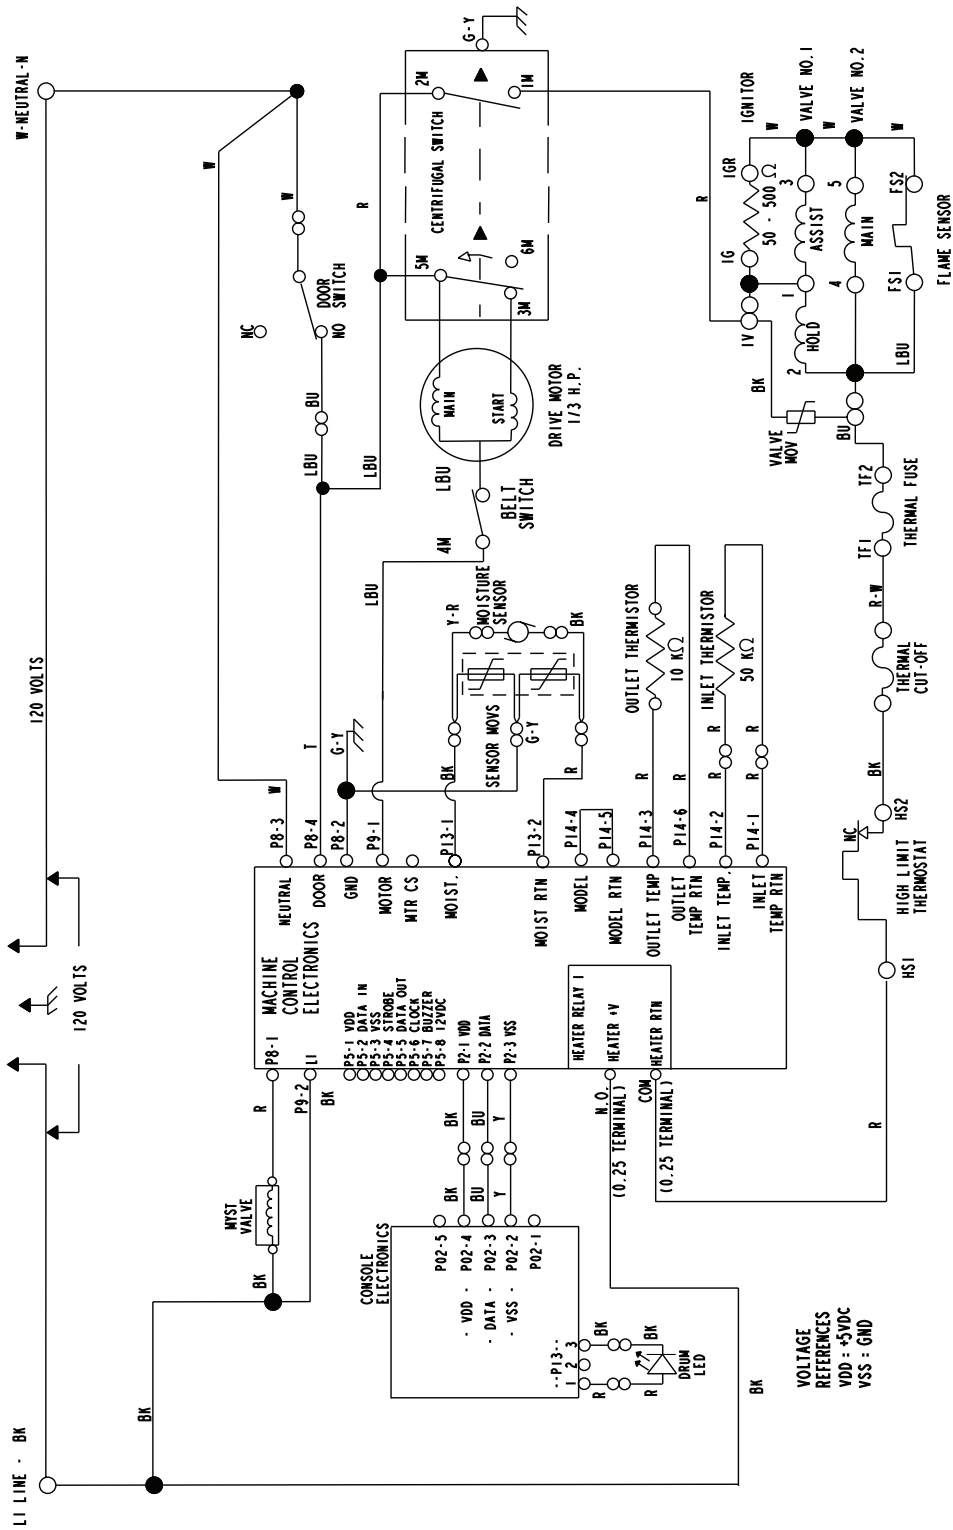 L1 LINE - BK
120 VOLTS
120 VOLTS
W-NEUTRAL-N
BK
BK
MYST
VALVE
R
P8-1
P9-2
BK
L1
MACHINE
CONTROL
ELECTRONICS
NEUTRAL
DOOR
GND
MOTOR
MTR CS
MOIST.
MOIST RTN
MODEL
MODEL RTN
OUTLET TEMP
OUTLET
TEMP RTN
INLET TEMP.
INLET
TEMP RTN
P8-3
P8-4
P8-2
P9-1
P13-1
P13-2
P14-4
P14-5
P14-3
P14-6
P14-2
P14-1
P5-1 VDD
P5-2 DATA IN
P5-3 VSS
P5-4 STROBE
P5-5 DATA OUT
P5-6 CLOCK
P5-7 BUZZER
P5-8 12VDC
P2-1 VDD
P2-2 DATA
P2-3 VSS
HEATER RELAY 1
HEATER +V
HEATER RTN
N.O.
(0.25 TERMINAL)
COM
(0.25 TERMINAL)
BK
BK
BU
BU
Y
Y
CONSOLE
ELECTRONICS
P02-5
- VDD - P02-4
- DATA - P02-3
- VSS - P02-2
P02-1
--P13--
1 2 3
R
R
BK
BK
DRUM
LED
BK
VOLTAGE
REFERENCES
VDD = +5VDC
VSS = GND
W
W
W
T
G-Y
NC
NO
DOOR
SWITCH
BU
LBU
LBU
R
LBU
LBU
4M
BELT
SWITCH
MAIN
START
DRIVE MOTOR
1/3 H.P.
CENTRIFUGAL SWITCH
2M
1M
5M
6M
3M
G-Y
BK
SENSOR MOVS
G-Y
R
Y-R
MOISTURE
SENSOR
BK
OUTLET THERMISTOR
10 KΩ
R
R
INLET THERMISTOR
50 KΩ
R
R
R
R
R
IGNITOR
VALVE NO.1
VALVE NO.2
W
W
W
IGR
50 - 500 Ω
IG
1V
3
ASSIST
1
HOLD
2
5
MAIN
4
FS2
FS1
FLAME SENSOR
LBU
BK
VALVE
MOV
BU
TF2
TF1
THERMAL FUSE
R-W
THERMAL
CUT-OFF
BK
HS2
NC
HIGH LIMIT
THERMOSTAT
HS1
R